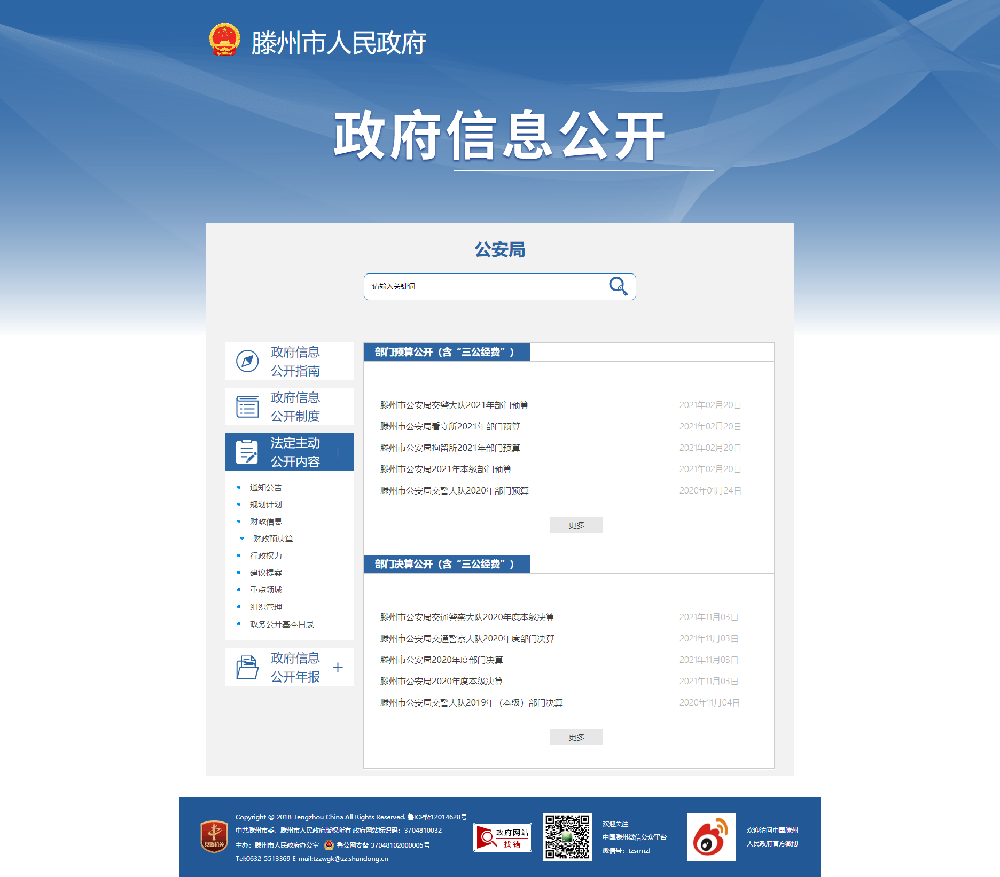 滕州市人民政府
政府信息公开
公安局
请输入关键词
政府信息
公开指南
政府信息
公开制度
法定主动
公开内容
通知公告
规划计划
财政信息
财政预决算
行政权力
建议提案
重点领域
组织管理
政务公开基本目录
政府信息
公开年报
部门预算公开（含“三公经费”）
滕州市公安局交警大队2021年部门预算 2021年02月20日
滕州市公安局看守所2021年部门预算 2021年02月20日
滕州市公安局拘留所2021年部门预算 2021年02月20日
滕州市公安局2021年本级部门预算 2021年02月20日
滕州市公安局交警大队2020年部门预算 2020年01月24日
更多
部门决算公开（含“三公经费”）
滕州市公安局交通警察大队2020年度本级决算 2021年11月03日
滕州市公安局交通警察大队2020年度部门决算 2021年11月03日
滕州市公安局2020年度部门决算 2021年11月03日
滕州市公安局2020年度本级决算 2021年11月03日
滕州市公安局交警大队2019年（本级）部门决算 2020年11月04日
更多
党政机关
Copyright @ 2018 Tengzhou China All Rights Reserved. 鲁ICP备12014628号
中共滕州市委、滕州市人民政府版权所有 政府网站标识码：3704810032
主办：滕州市人民政府办公室 鲁公网安备 37048102000005号
Tel:0632-5513369 E-mail:tzzwgk@zz.shandong.cn
政府网站
找错
欢迎关注
中国滕州微信公众平台
微信号：tzsrmzf
欢迎访问中国滕州
人民政府官方微博